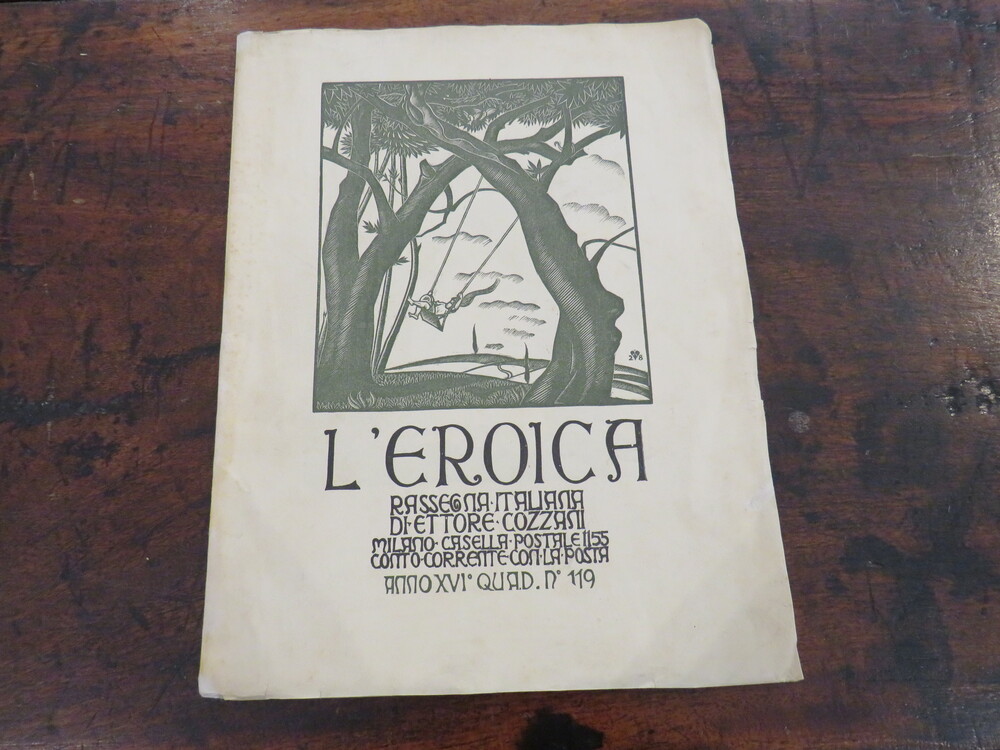 L'EROICA
RASSEGNA·ITALIANA
DI·ETTORE·COZZANI
MILANO·CASELLA·POSTALE 1155
CONTO·CORRENTE·CON·LA·POSTA
ANNO XVI° QUAD. N° 119